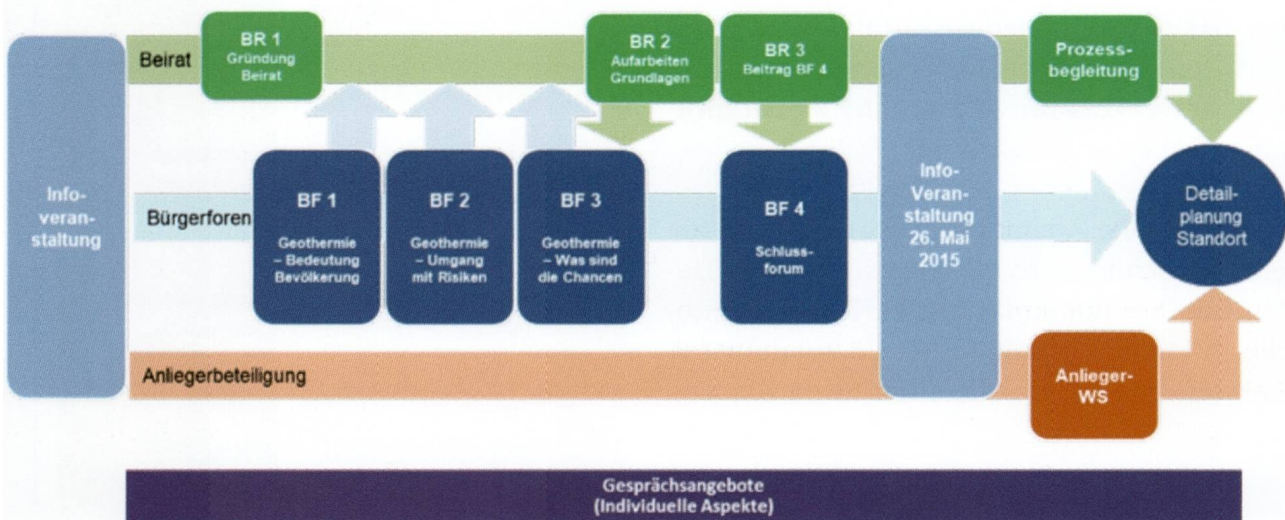 Info-
veran-
staltung
Beirat
BR 1
Gründung
Beirat
BR 2
Aufarbeiten
Grundlagen
BR 3
Beitrag BF 4
Prozess-
begleitung
Bürgerforen
BF 1
Geothermie
– Bedeutung
Bevölkerung
BF 2
Geothermie
– Umgang
mit Risiken
BF 3
Geothermie
– Was sind
die Chancen
BF 4
Schluss-
forum
Info-
Veran-
staltung
26. Mai
2015
Detail-
planung
Standort
Anliegerbeteiligung
Anlieger-
WS
Gesprächsangebote
(Individuelle Aspekte)